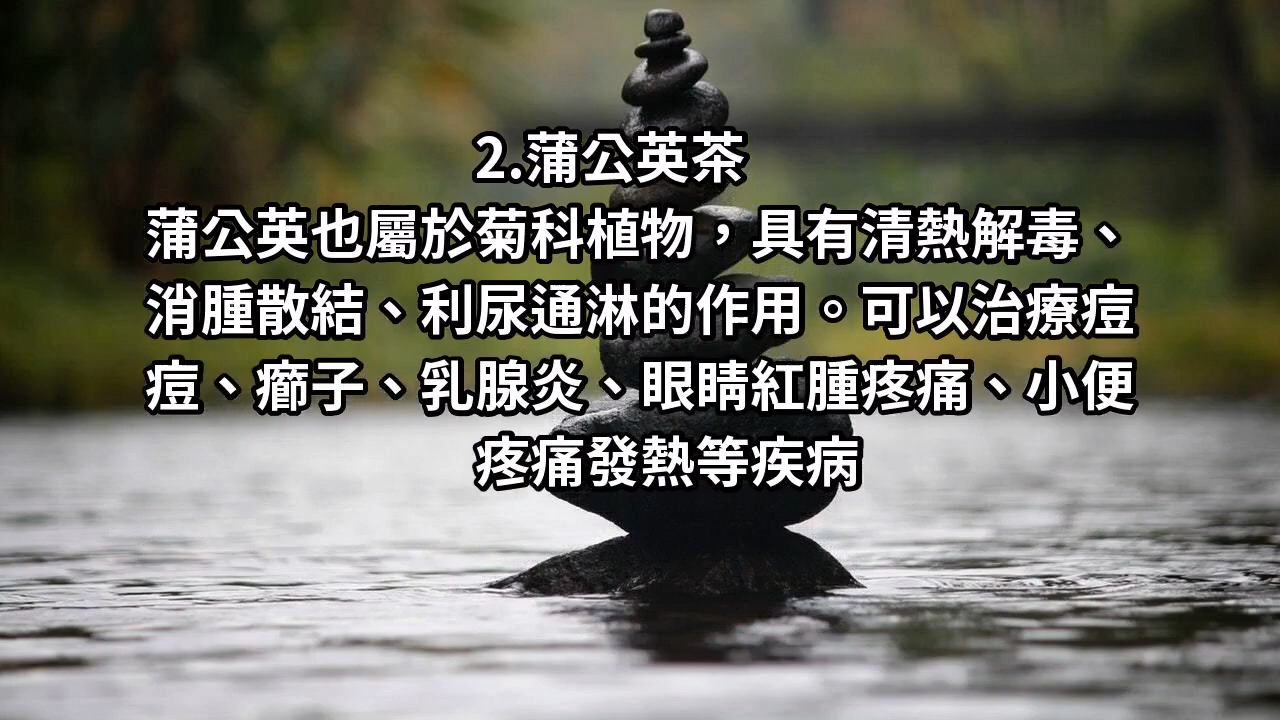 2.蒲公英茶
蒲公英也屬於菊科植物，具有清熱解毒、
消腫散結、利尿通淋的作用。可以治療痘
痘、癤子、乳腺炎、眼睛紅腫疼痛、小便
疼痛發熱等疾病